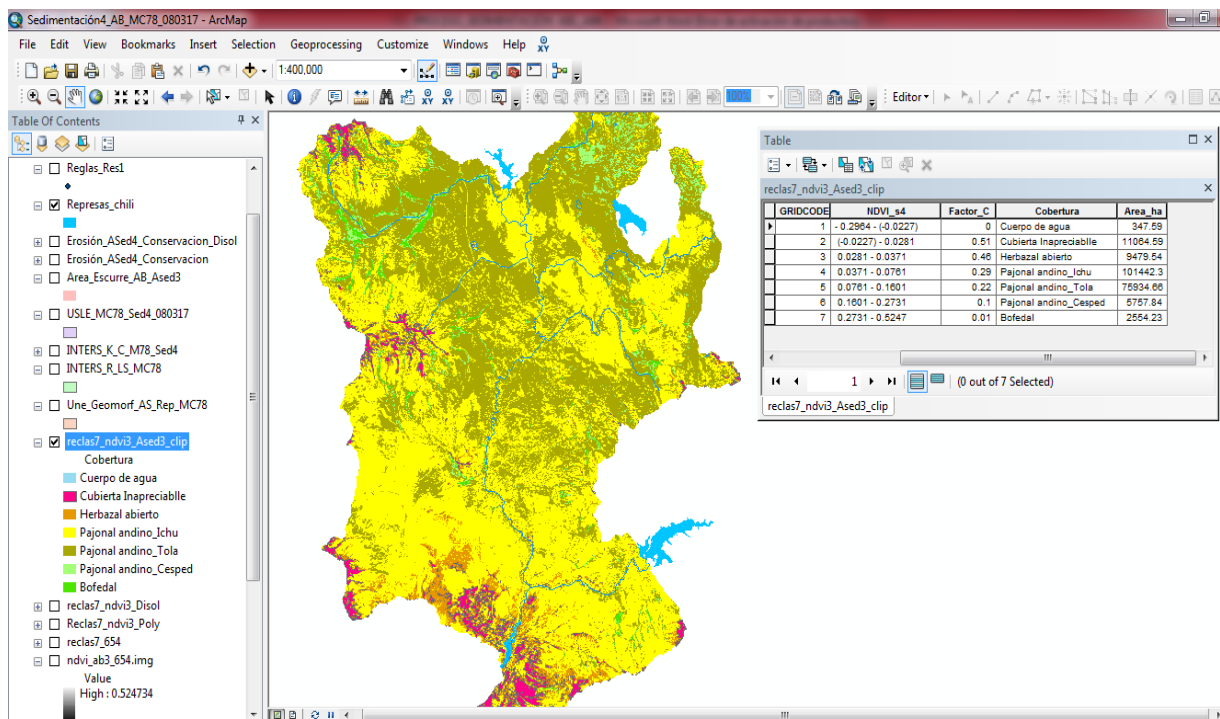 Sedimentación4_AB_MC78_080317 - ArcMap
File Edit View Bookmarks Insert Selection Geoprocessing Customize Windows Help
1:400,000
100%
Editor
Table Of Contents
Reglas_Res1
Represas_chili
Erosión_ASed4_Conservacion_Disol
Erosión_ASed4_Conservacion
Area_Escurre_AB_Ased3
USLE_MC78_Sed4_080317
INTERS_K_C_M78_Sed4
INTERS_R_LS_MC78
Une_Geomorf_AS_Rep_MC78
reclas7_ndvi3_Ased3_clip
Cobertura
Cuerpo de agua
Cubierta Inapreciablle
Herbazal abierto
Pajonal andino_Ichu
Pajonal andino_Tola
Pajonal andino_Cesped
Bofedal
reclas7_ndvi3_Disol
Reclas7_ndvi3_Poly
reclas7_654
ndvi_ab3_654.img
Value
High : 0.524734
Table
reclas7_ndvi3_Ased3_clip
GRIDCODE NDVI_s4 Factor_C Cobertura Area_ha
1 - 0.2964 - (-0.0227) 0 Cuerpo de agua 347.59
2 (-0.0227) - 0.0281 0.51 Cubierta Inapreciablle 11064.59
3 0.0281 - 0.0371 0.46 Herbazal abierto 9479.54
4 0.0371 - 0.0761 0.29 Pajonal andino_Ichu 101442.3
5 0.0761 - 0.1601 0.22 Pajonal andino_Tola 75934.66
6 0.1601 - 0.2731 0.1 Pajonal andino_Cesped 5757.84
7 0.2731 - 0.5247 0.01 Bofedal 2554.23
1 (0 out of 7 Selected)
reclas7_ndvi3_Ased3_clip